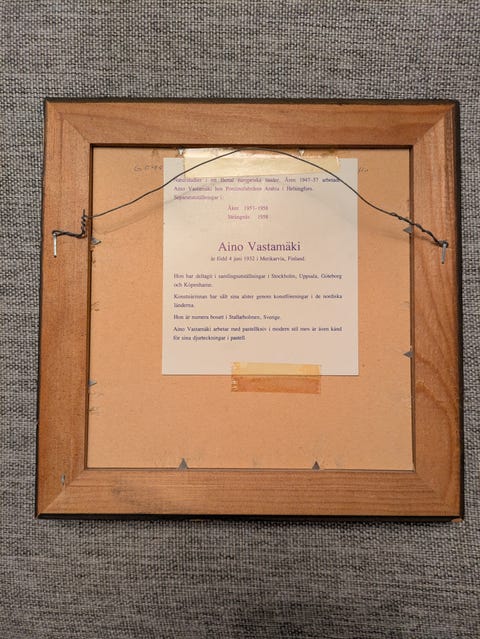 Naturstudier i ett flertal europeiska länder. Åren 1947-57 arbetade
Aino Vastamäki hos Porslinsfabriken Arabia i Helsingfors.
Separatutställningar i
Åker 1951-1958
Strängnäs 1958
Aino Vastamäki
är född 4 juni 1932 i Merikarvia, Finland.
Hon har deltagit i samlingsutställningar i Stockholm, Uppsala, Göteborg
och Köpenhamn.
Konstnärinnan har sålt sina alster genom konstföreningar i de nordiska
länderna.
Hon är numera bosatt i Stallarholmen, Sverige.
Aino Vastamäki arbetar med pastellkniv i modern stil men är även känd
för sina djurteckningar i pastell.